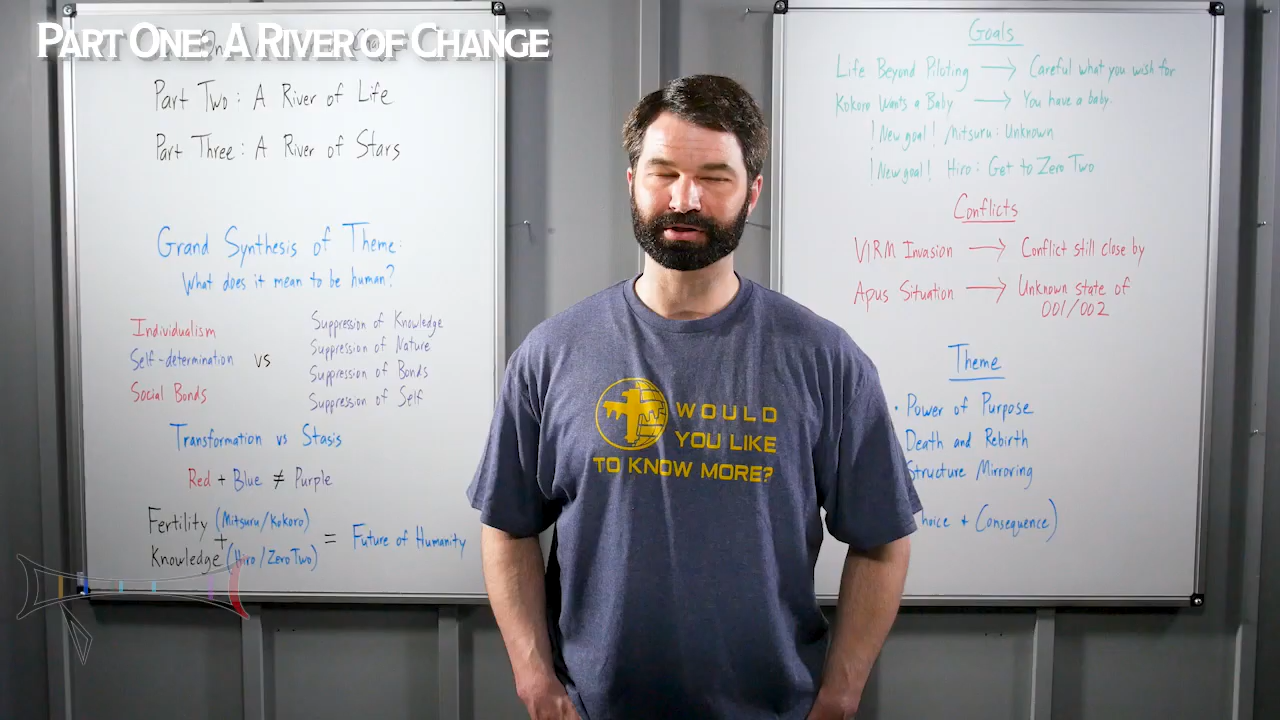 PART ONE: A RIVER OF CHANGE
Part Two: A River of Life
Part Three: A River of Stars
Grand Synthesis of Theme:
What does it mean to be human?
Individualism
Self-determination
Social Bonds
vs
Suppression of Knowledge
Suppression of Nature
Suppression of Bonds
Suppression of Self
Transformation vs Stasis
Red + Blue ≠ Purple
Fertility (Mitsuru/Kokoro)
+
Knowledge (Hiro/Zero Two)
= Future of Humanity
WOULD
YOU LIKE
TO KNOW MORE?
Goals
Life Beyond Piloting → Careful what you wish for
Kokoro Wants a Baby → You have a baby.
! New goal! Mitsuru: Unknown
! New goal! Hiro: Get to Zero Two
Conflicts
VIRM Invasion → Conflict still close by
Apus Situation → Unknown state of
001/002
Theme
• Power of Purpose
Death and Rebirth
Structure Mirroring
hoice + Consequence)